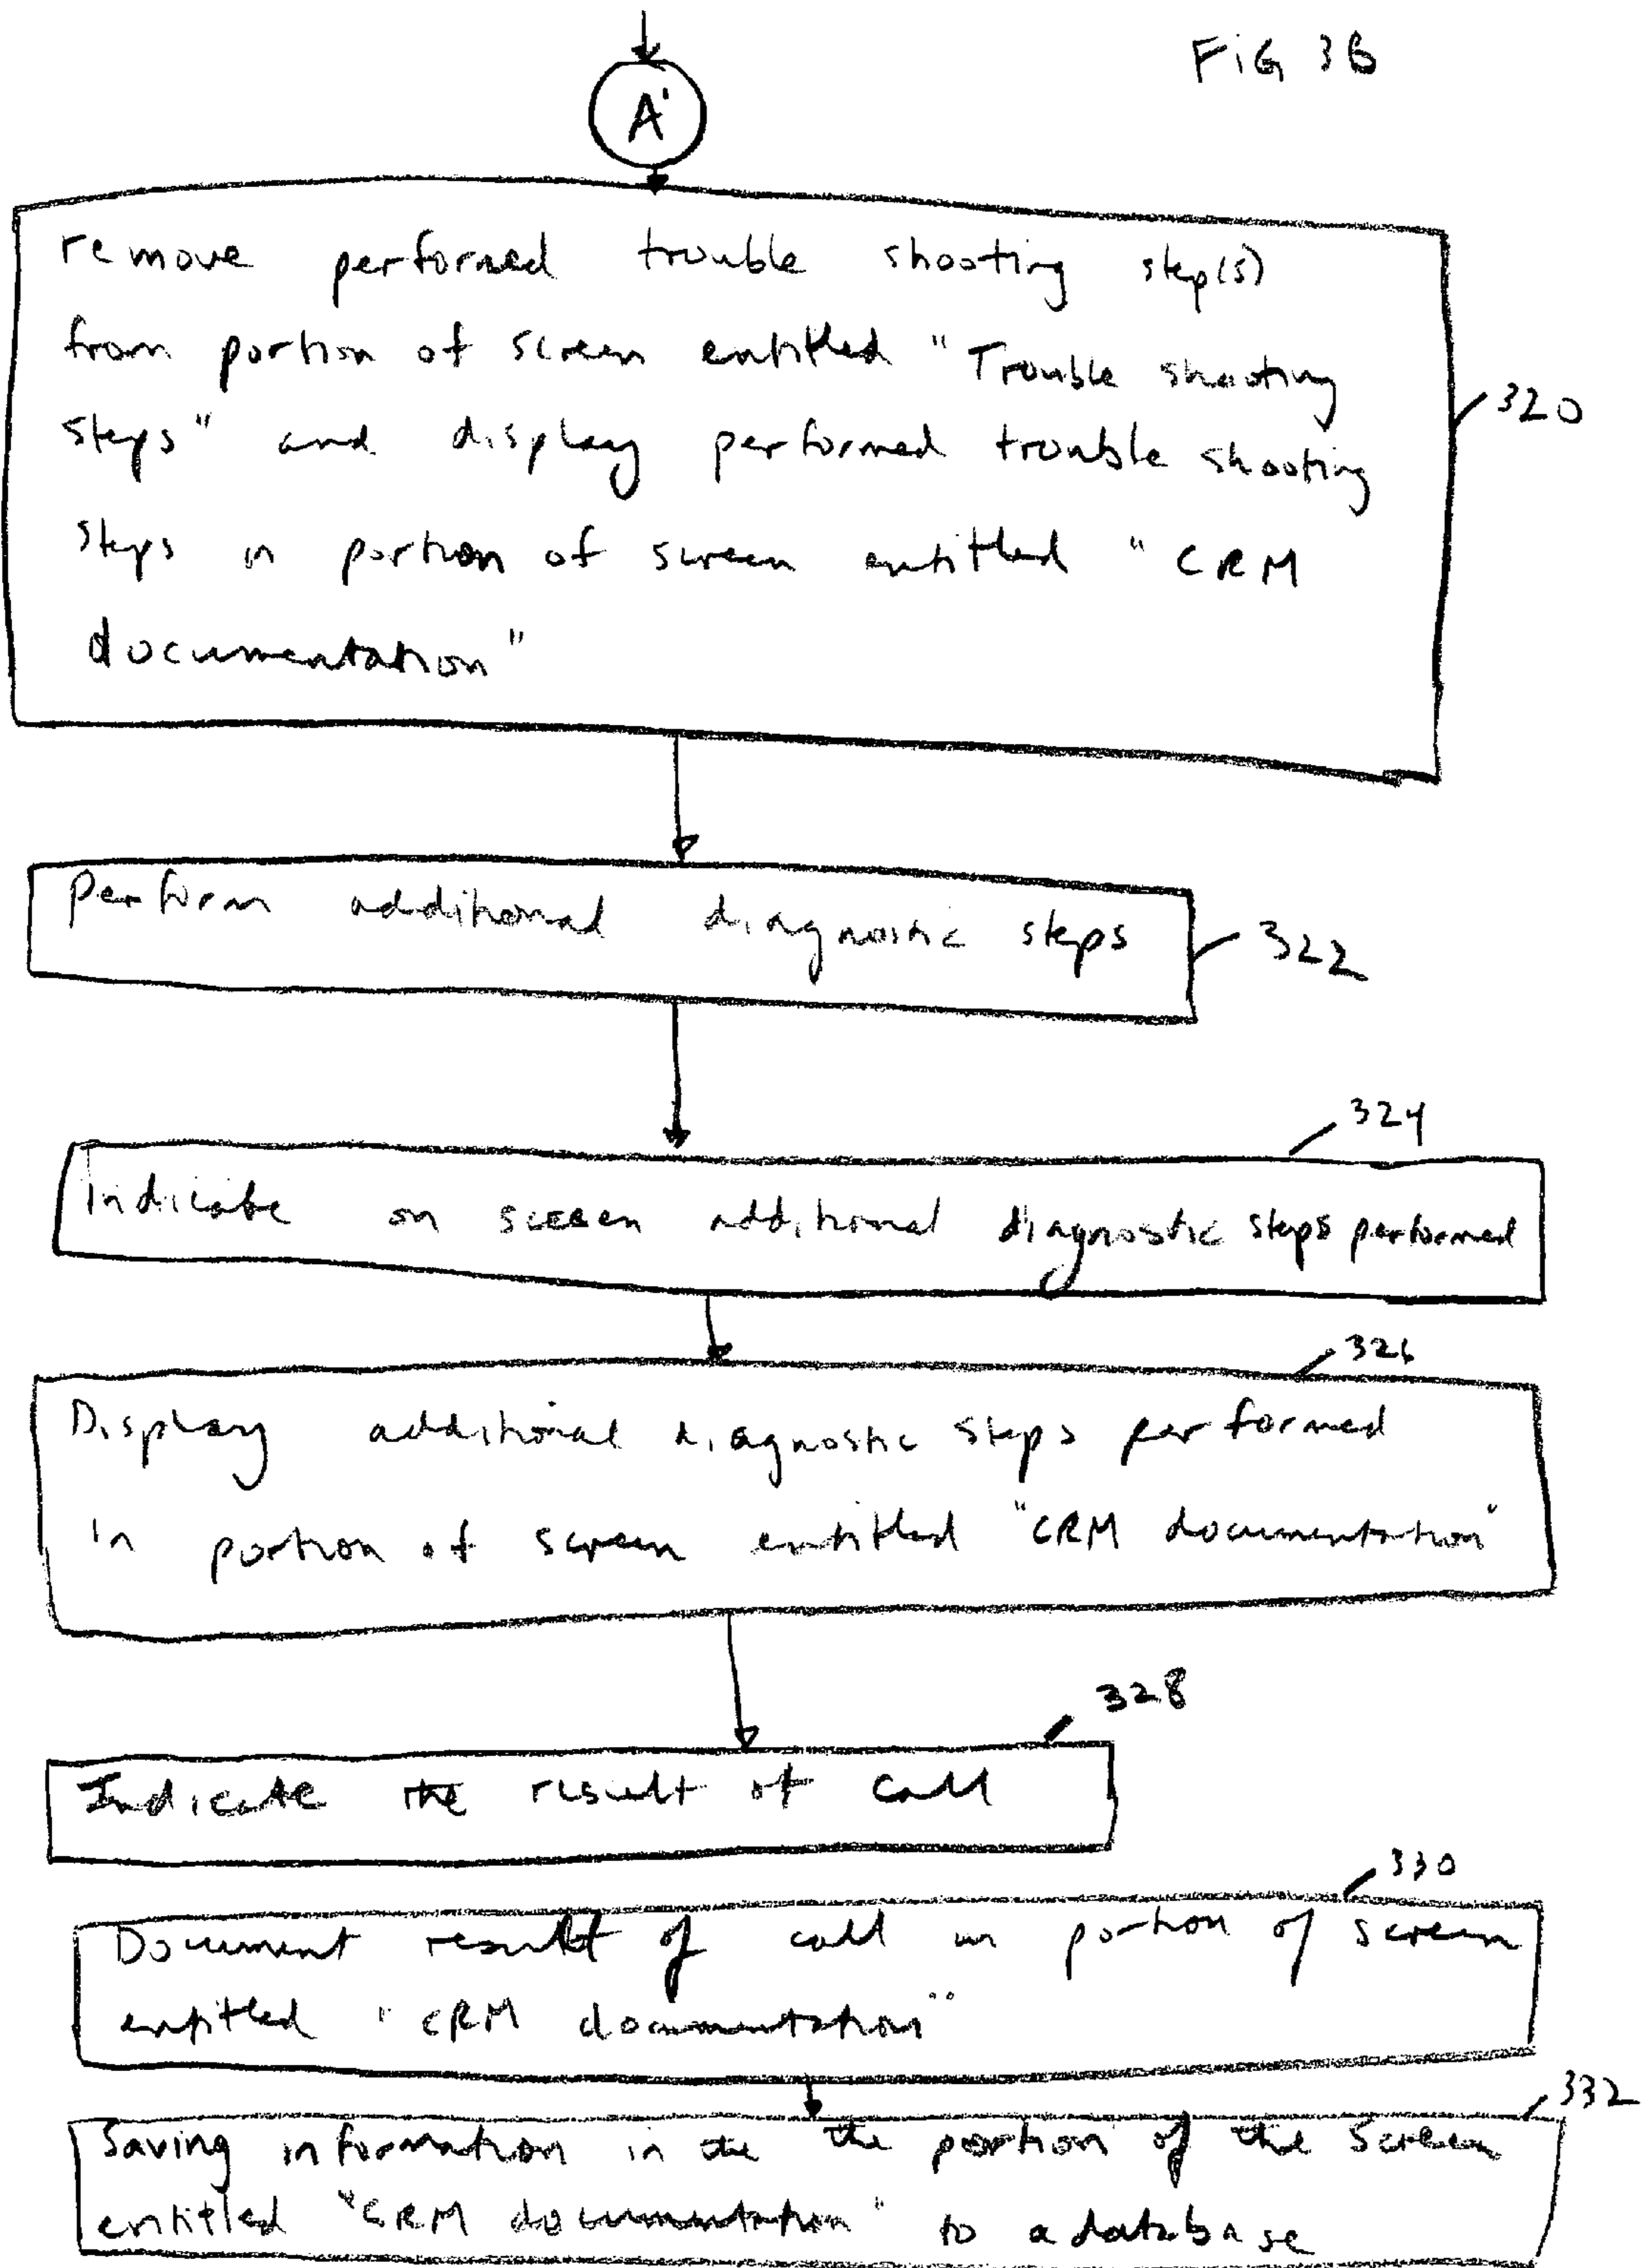 FiG 3B
A'
remove performed trouble shooting step(s)
from portion of screen entitled "Trouble shooting
steps" and display performed trouble shooting
steps in portion of screen entitled "CRM
documentation"
320
Perform additional diagnostic steps
322
324
Indicate on screen additional diagnostic steps performed
326
Display additional diagnostic steps performed
in portion of screen entitled "CRM documentation"
328
Indicate the result of call
330
Document result of call in portion of screen
entitled "CRM documentation"
332
Saving information in the the portion of the screen
entitled "CRM documentation" to a database